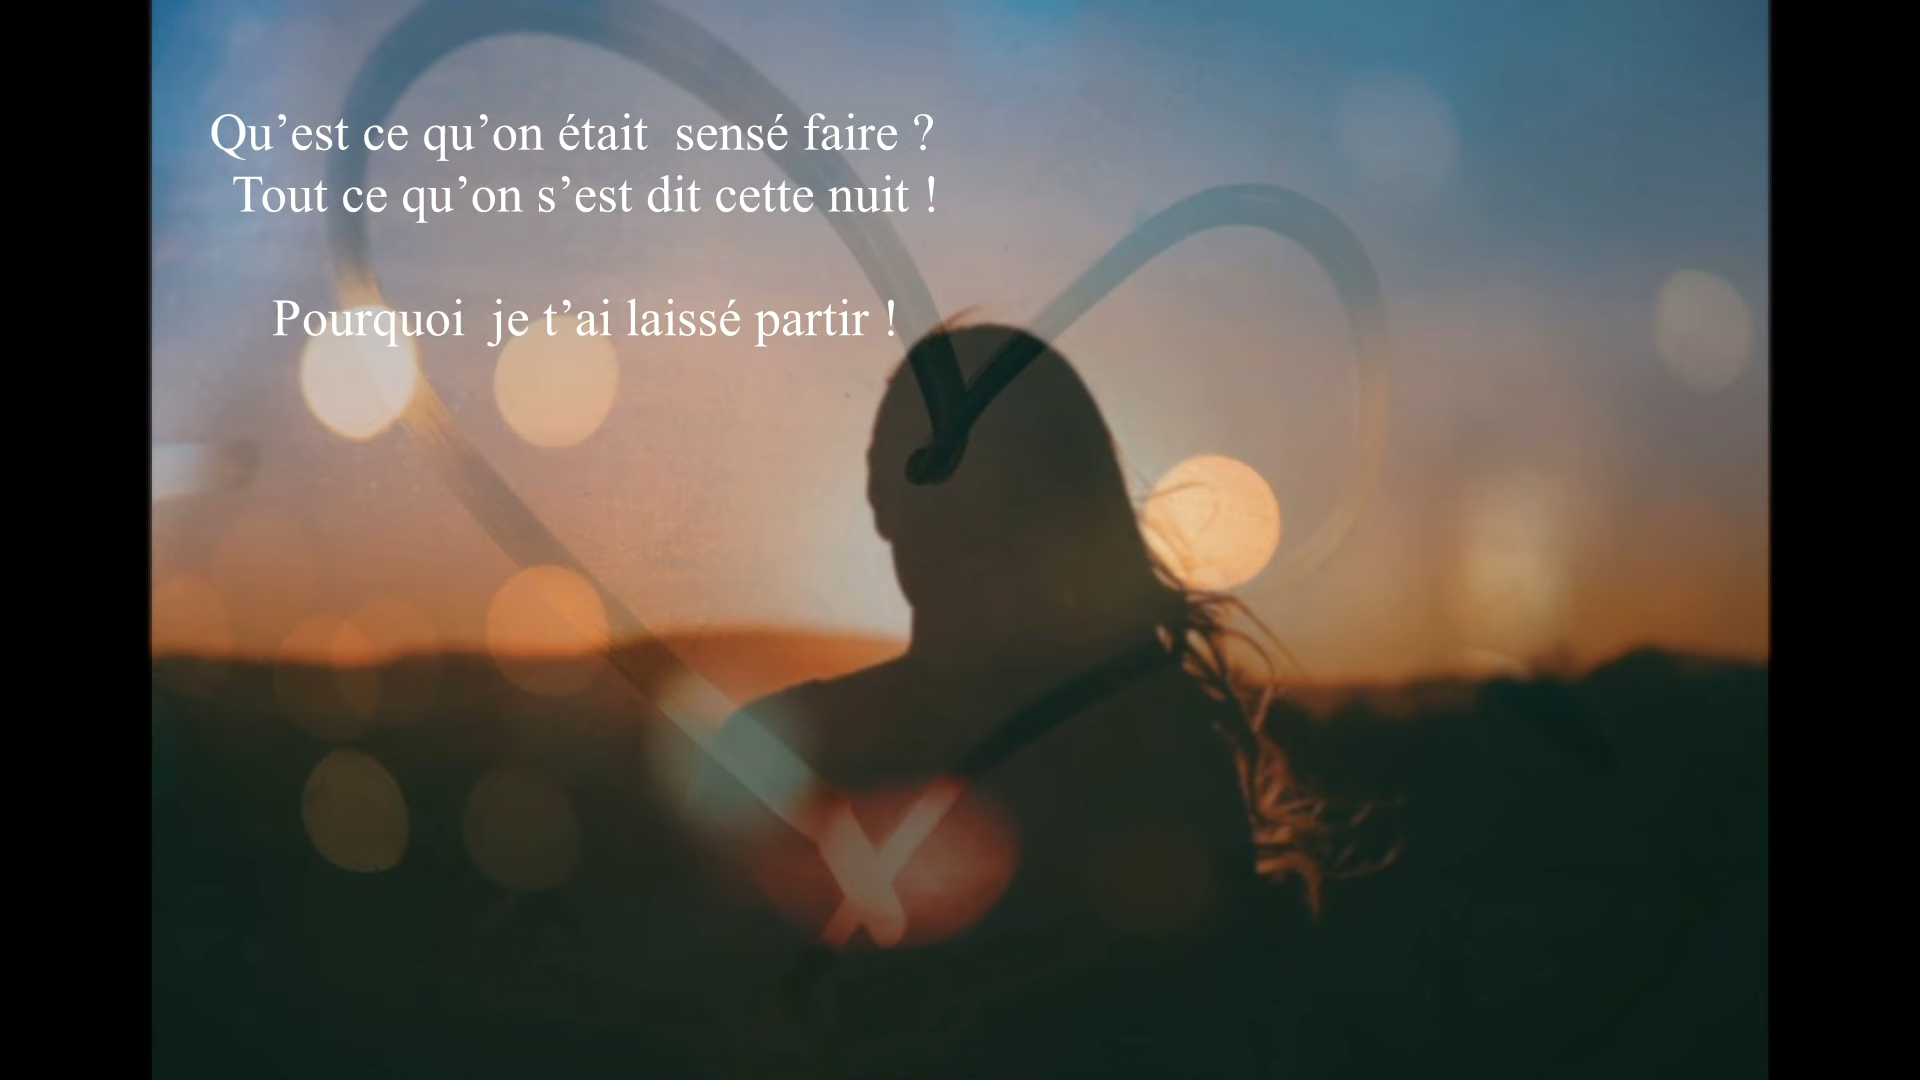 Qu’est ce qu’on était  sensé faire ?
Tout ce qu’on s’est dit cette nuit !
Pourquoi  je t’ai laissé partir !